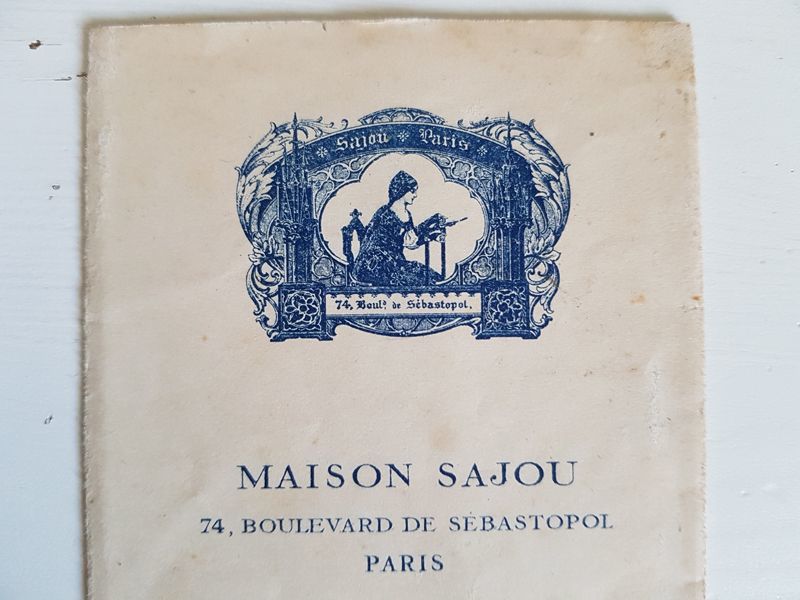 * Sajou * Paris *
74, Boul.d de Sébastopol.
MAISON SAJOU
74, BOULEVARD DE SÉBASTOPOL
PARIS